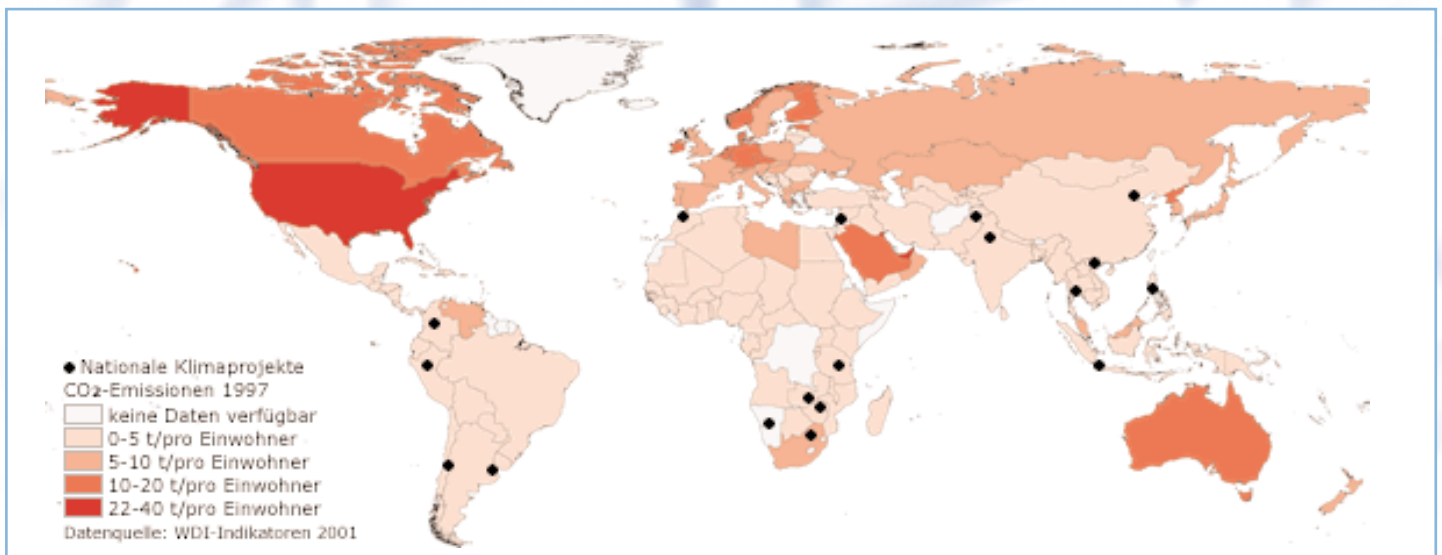 Nationale Klimaprojekte
CO2-Emissionen 1997
keine Daten verfügbar
0-5 t/pro Einwohner
5-10 t/pro Einwohner
10-20 t/pro Einwohner
22-40 t/pro Einwohner
Datenquelle: WDI-Indikatoren 2001